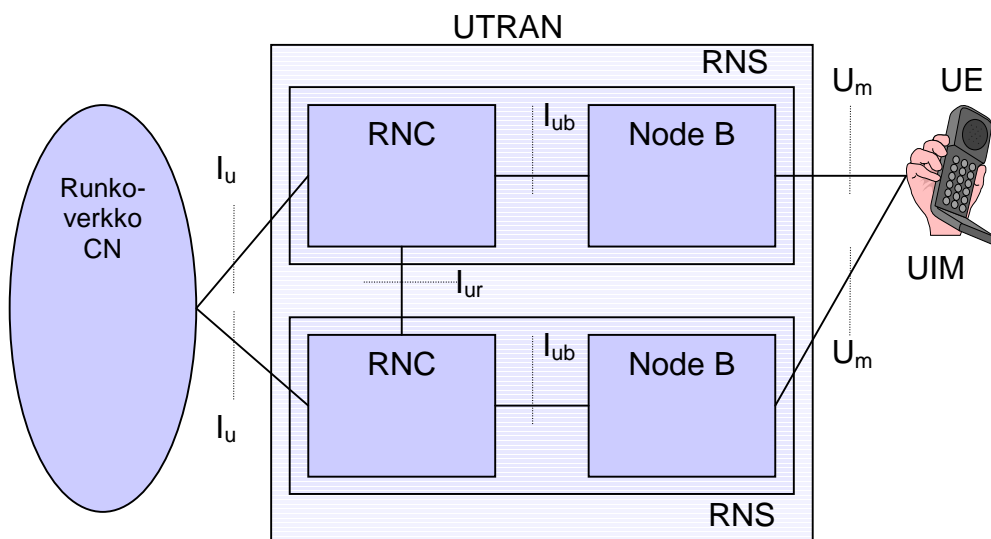 UTRAN
RNS
RNC
Iub
Node B
Um
UE
Iu
Runko-
verkko
CN
UIM
Iur
RNC
Iub
Node B
Um
Iu
RNS